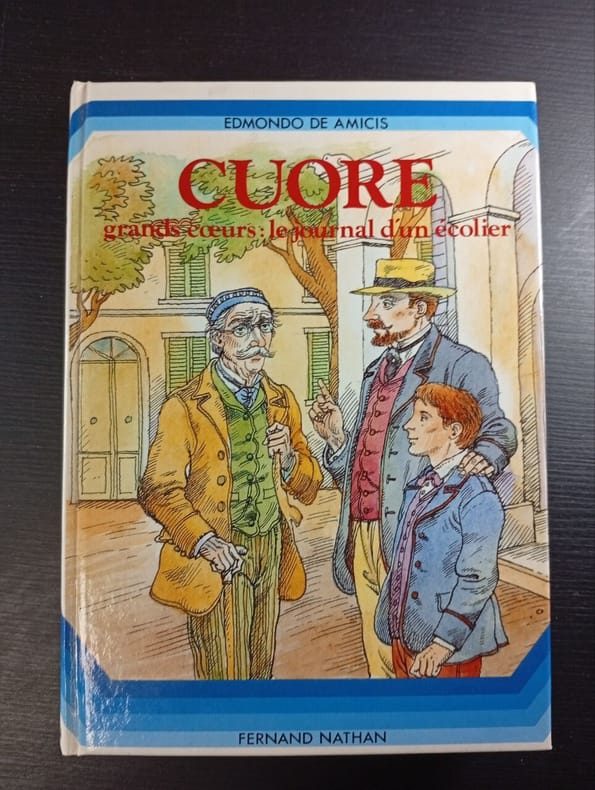 EDMONDO DE AMICIS
CUORE
grands cœurs : le journal d'un écolier
FERNAND NATHAN